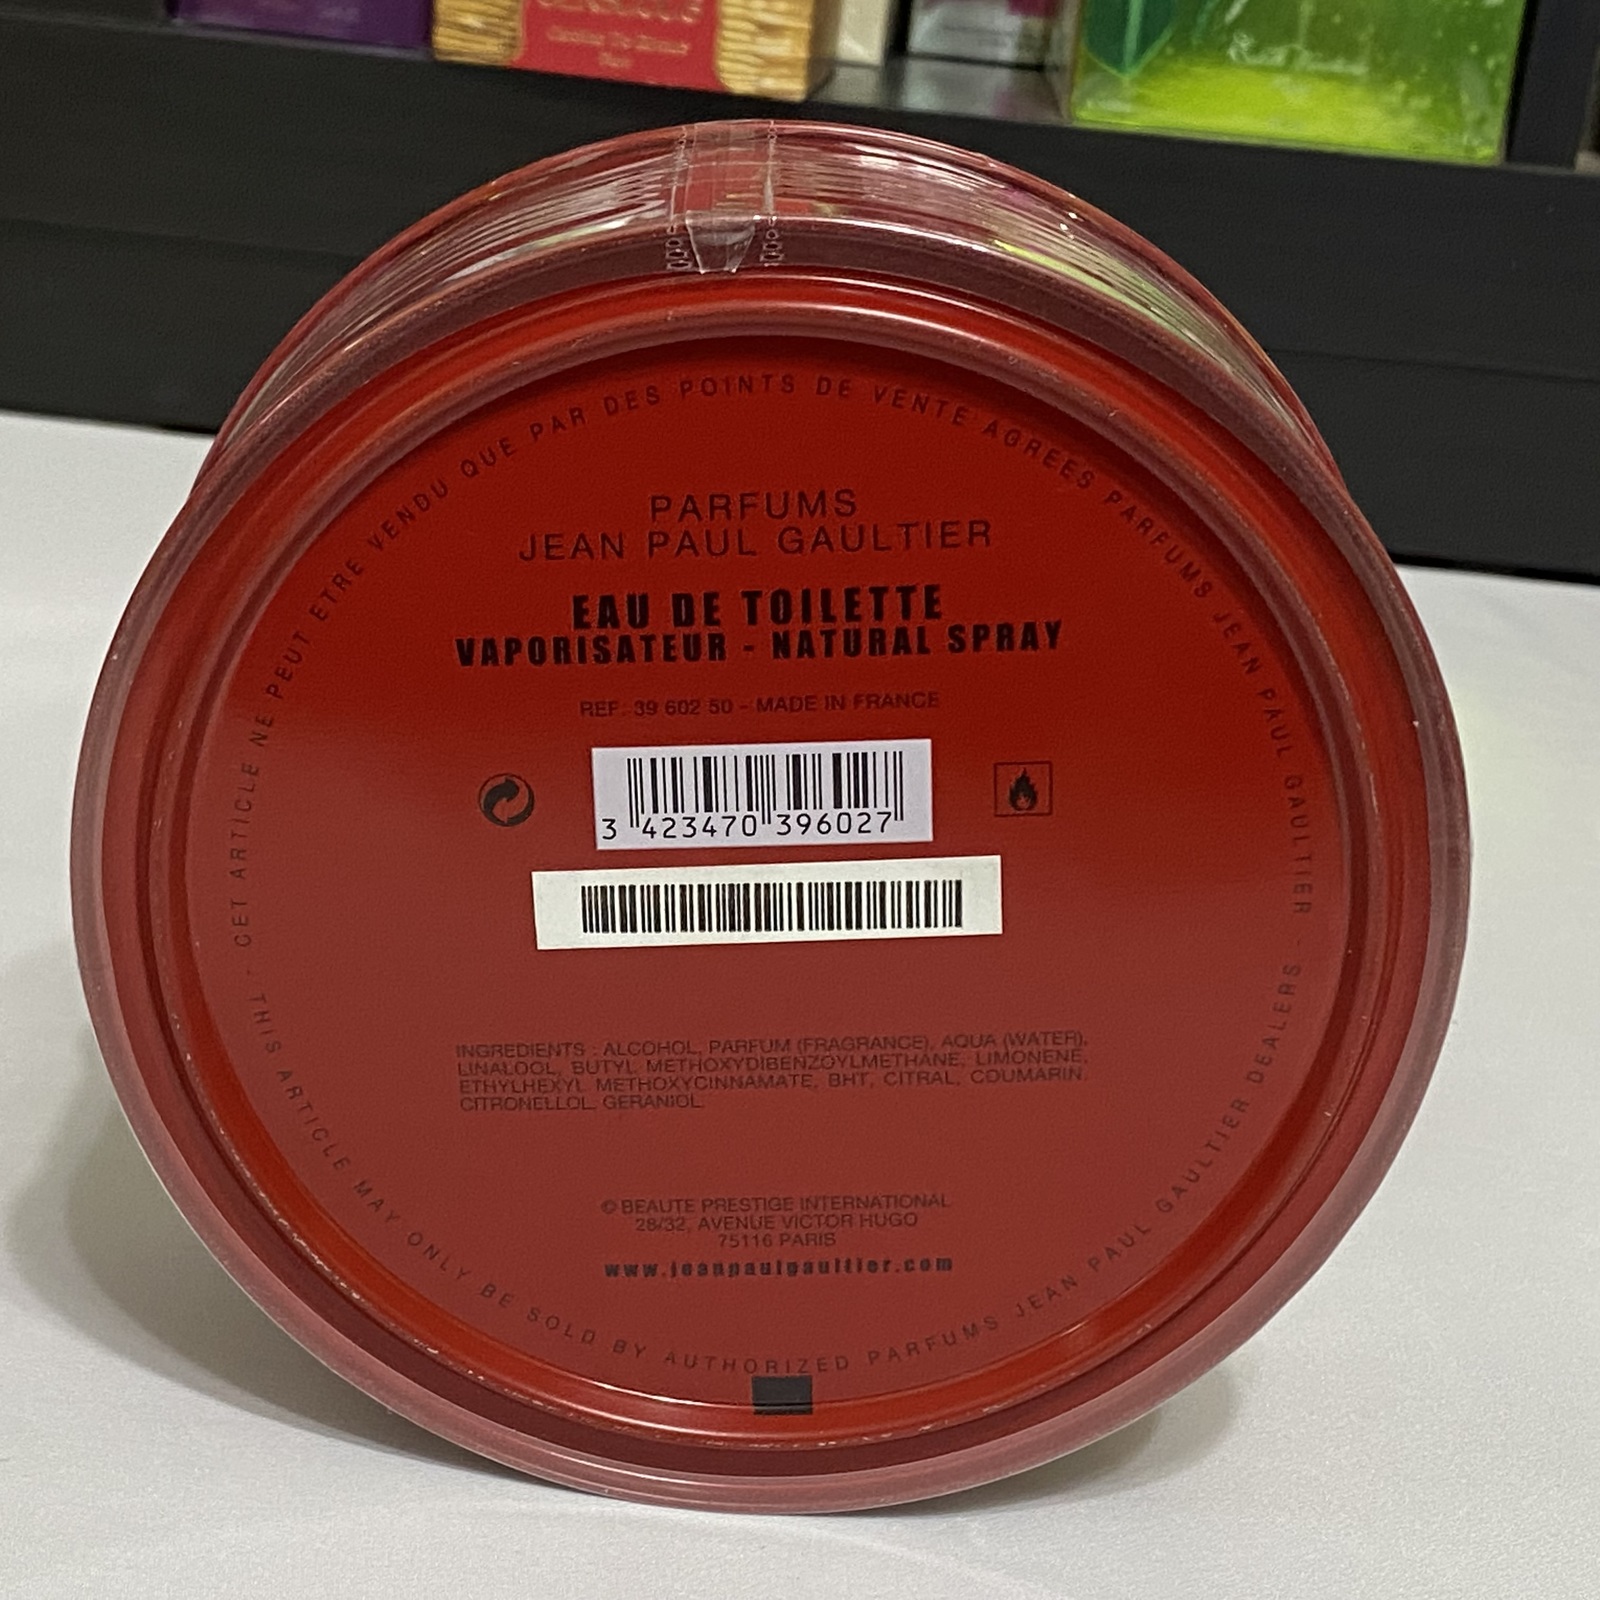 CET ARTICLE NE PEUT ETRE VENDU QUE PAR DES POINTS DE VENTE AGREES PARFUMS JEAN PAUL GAULTIER -
PARFUMS
JEAN PAUL GAULTIER
EAU DE TOILETTE
VAPORISATEUR - NATURAL SPRAY
REF: 39 602 50 - MADE IN FRANCE
3 423470 396027
INGREDIENTS : ALCOHOL, PARFUM (FRAGRANCE), AQUA (WATER),
LINALOOL, BUTYL METHOXYDIBENZOYLMETHANE, LIMONENE,
ETHYLHEXYL METHOXYCINNAMATE, BHT, CITRAL, COUMARIN,
CITRONELLOL, GERANIOL.
© BEAUTE PRESTIGE INTERNATIONAL
28/32, AVENUE VICTOR HUGO
75116 PARIS
www.jeanpaulgaultier.com
THIS ARTICLE MAY ONLY BE SOLD BY AUTHORIZED PARFUMS JEAN PAUL GAULTIER DEALERS -